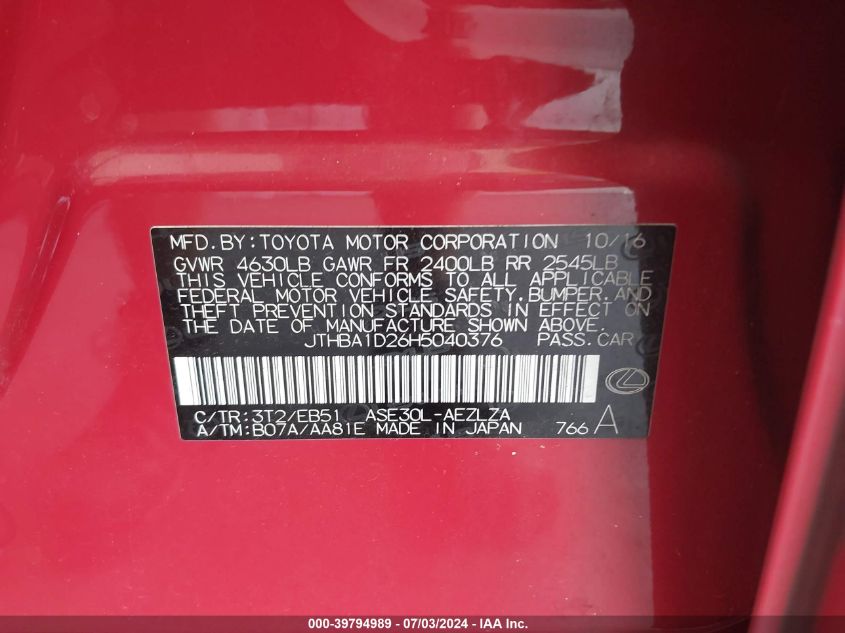 MFD.BY:TOYOTA MOTOR CORPORATION 10/16
GVWR 4630LB GAWR FR 2400LB RR 2545LB
THIS VEHICLE CONFORMS TO ALL APPLICABLE
FEDERAL MOTOR VEHICLE SAFETY,BUMPER,AND
THEFT PREVENTION STANDARDS IN EFFECT ON
THE DATE OF MANUFACTURE SHOWN ABOVE.
JTHBA1D26H5040376 PASS.CAR
C/TR:3T2/EB51 ASE30L-AEZLZA
A/TM:B07A/AA81E MADE IN JAPAN 766 A
000-39794989 - 07/03/2024 - IAA Inc.